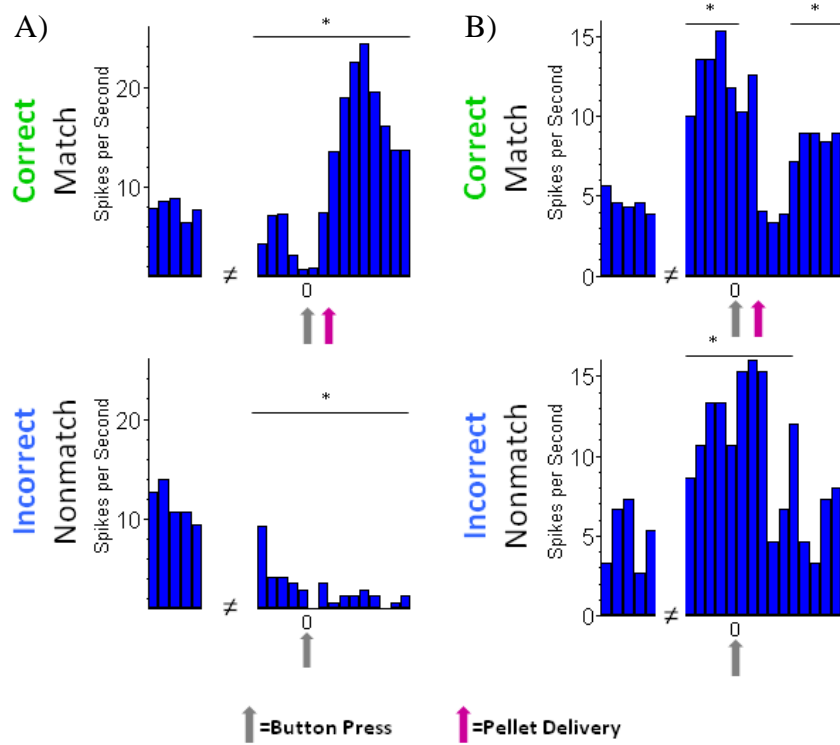 A)
*
Correct
Match
Spikes per Second
20
10
≠
0
B)
*
*
Correct
Match
Spikes per Second
15
10
5
0
≠
0
*
Incorrect
Nonmatch
Spikes per Second
20
10
≠
0
*
Incorrect
Nonmatch
Spikes per Second
15
10
5
0
≠
0
=Button Press
=Pellet Delivery